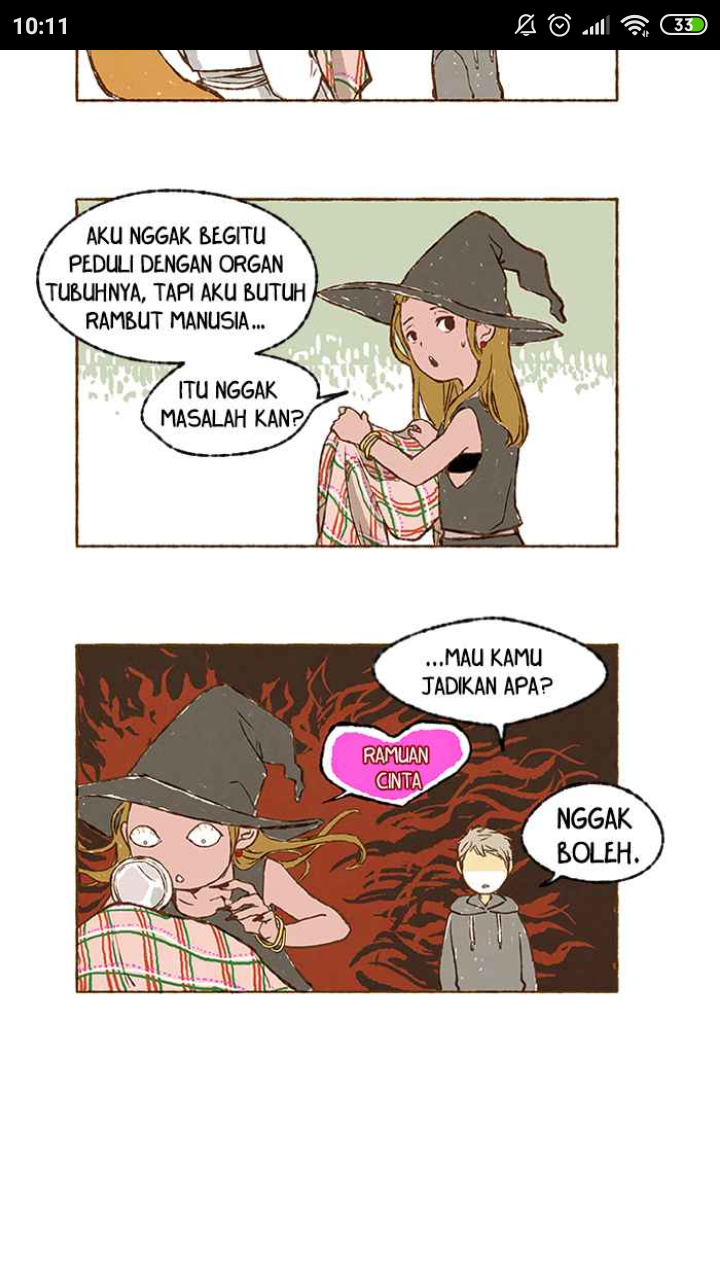 10:11
33
AKU NGGAK BEGITU
PEDULI DENGAN ORGAN
TUBUHNYA, TAPI AKU BUTUH
RAMBUT MANUSIA...
ITU NGGAK
MASALAH KAN?
...MAU KAMU
JADIKAN APA?
RAMUAN
CINTA
NGGAK
BOLEH.